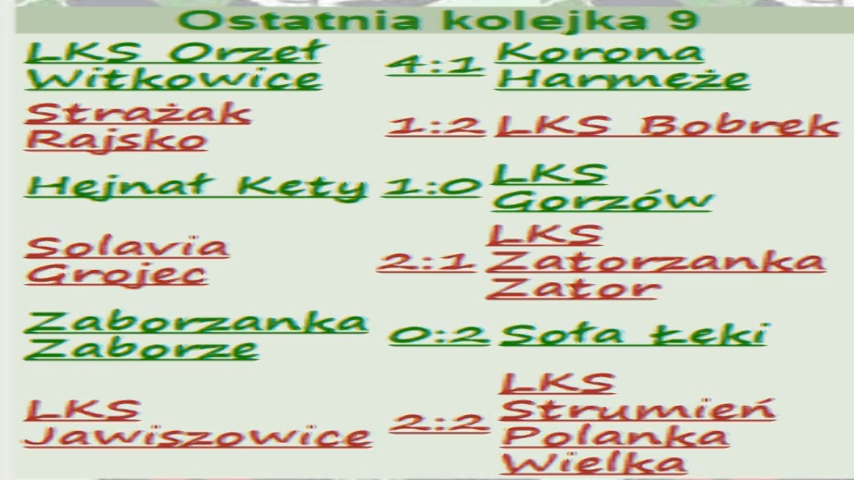 Ostatnia kolejka 9
LKS Orzeł
Witkowice
4:1
Korona
Harmęże
Strażak
Rajsko
1:2
LKS Bobrek
Hejnał Kęty
1:0
LKS
Gorzów
Solavia
Grojec
2:1
LKS
Zatorzanka
Zator
Zaborzanka
Zaborze
0:2
Soła Łęki
LKS
Jawiszowice
2:2
LKS
Strumień
Polanka
Wielka